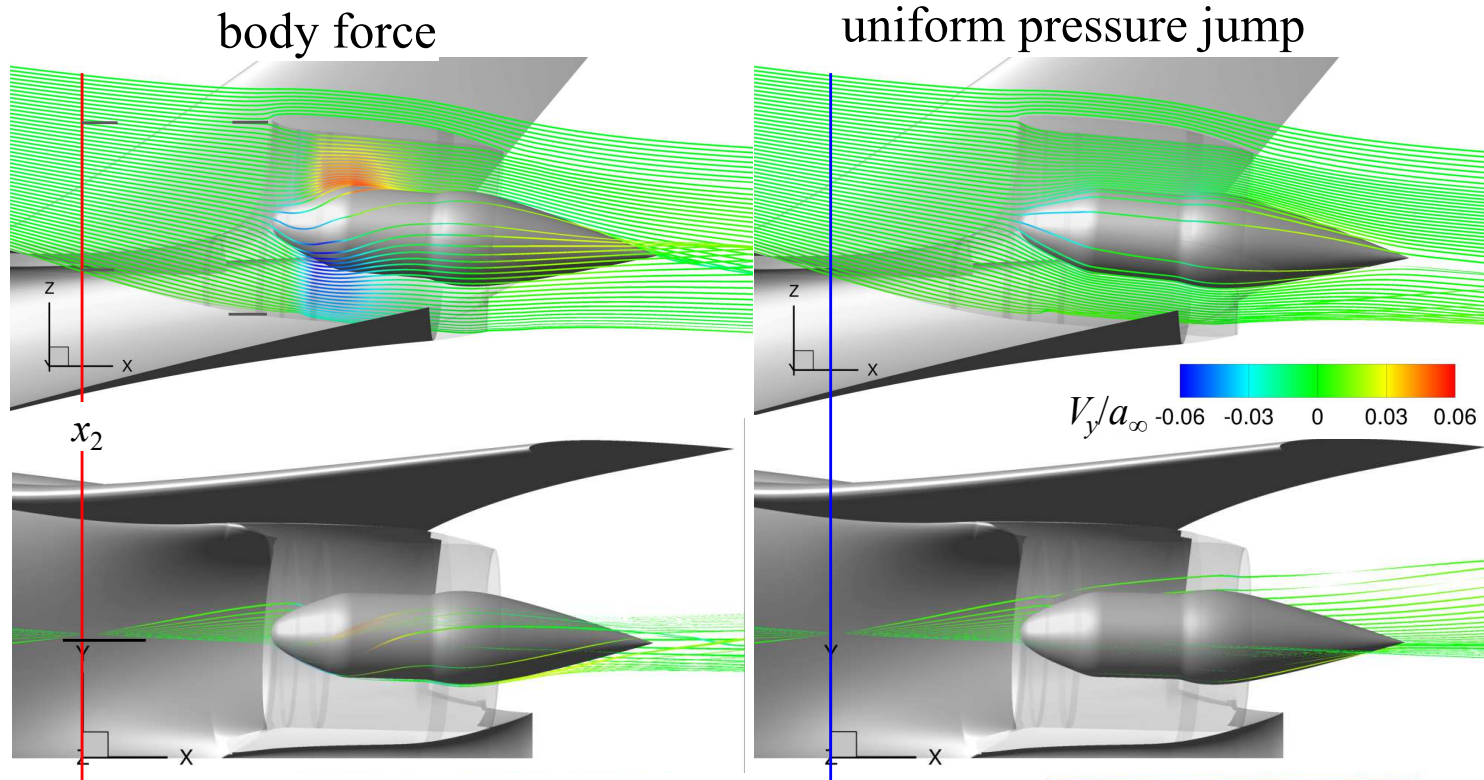 body force
uniform pressure jump
Z
Y
X
Z
Y
X
V_y/a_∞
-0.06 -0.03 0 0.03 0.06
x_2
Y
Z
X
Y
Z
X